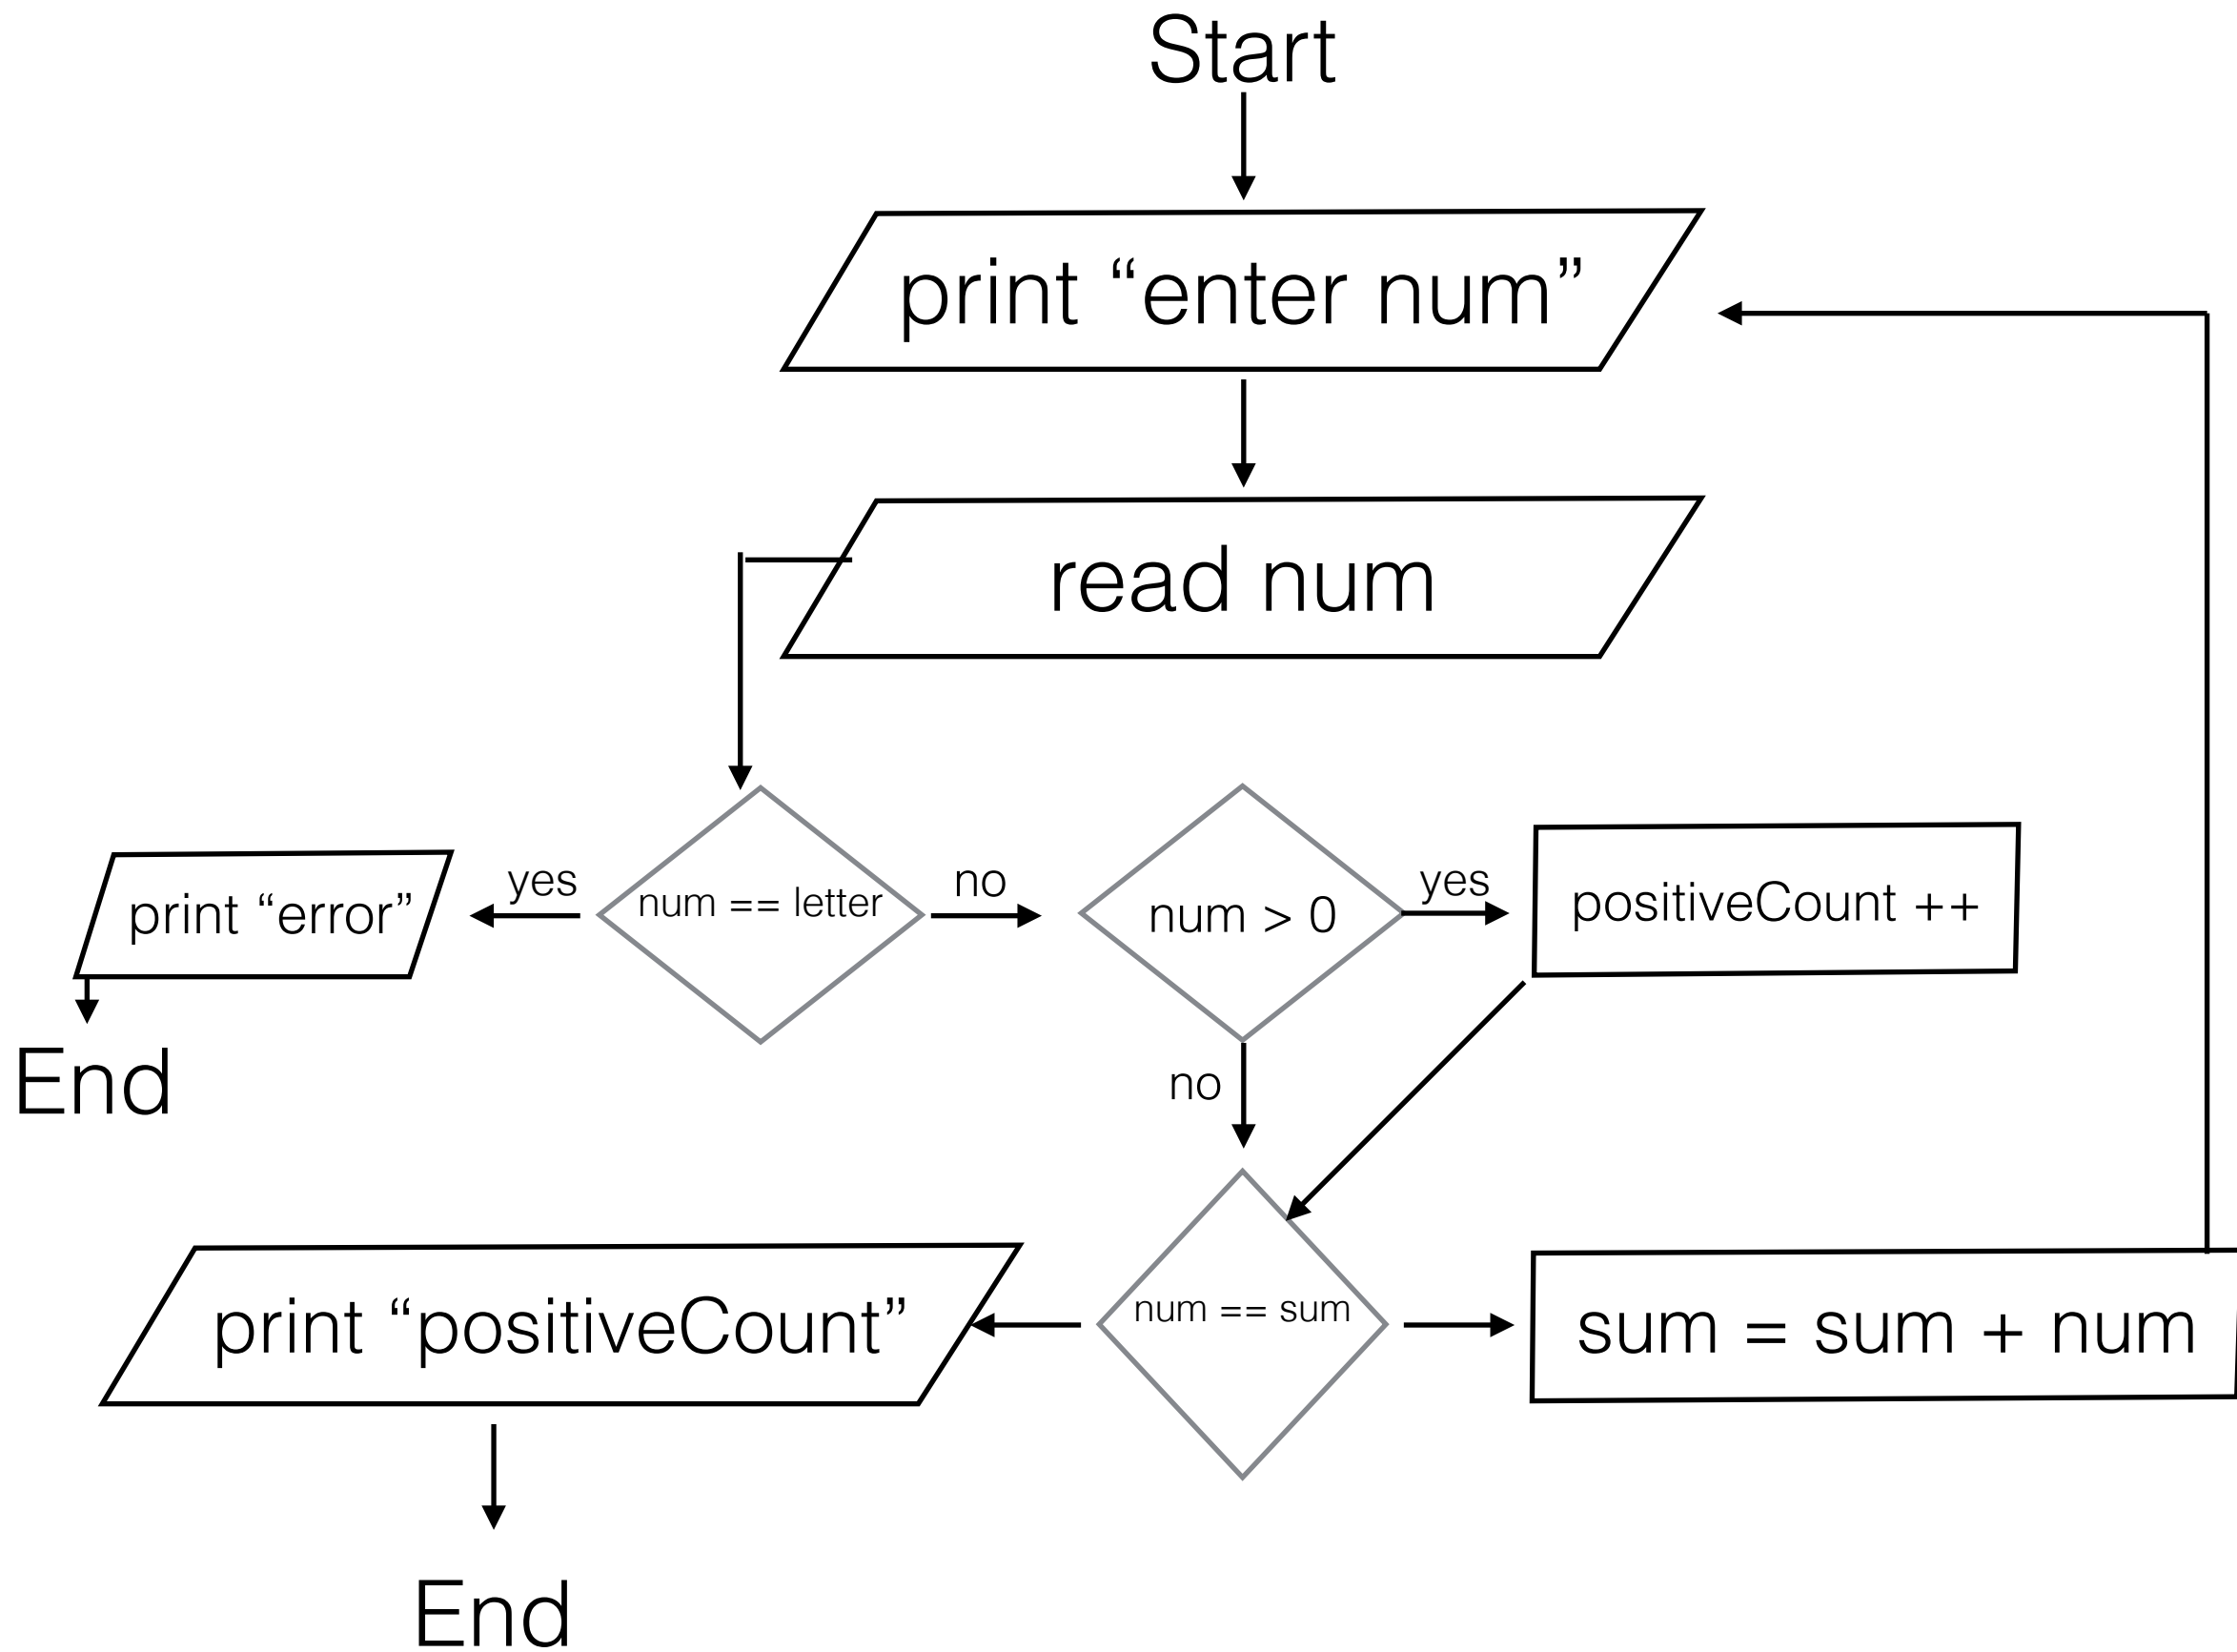 Start
print “enter num”
read num
print “error”
yes
num == letter
no
num > 0
yes
positiveCount ++
End
no
print “positiveCount”
num == sum
sum = sum + num
End